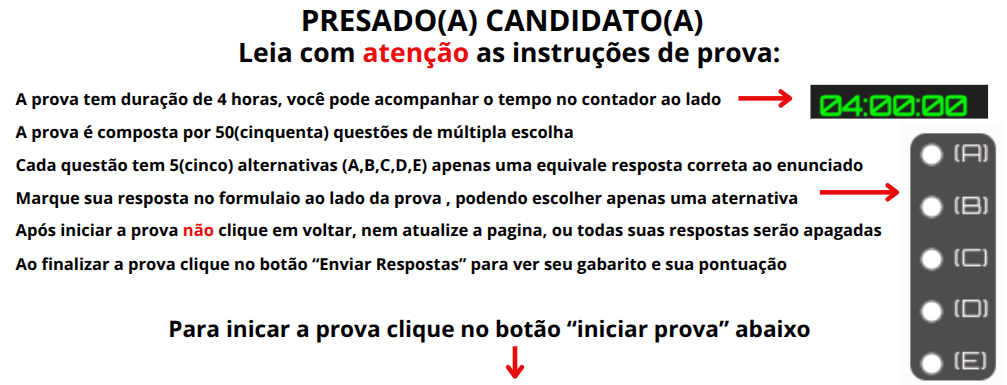 PRESADO(A) CANDIDATO(A)
Leia com atenção as instruções de prova:
A prova tem duração de 4 horas, você pode acompanhar o tempo no contador ao lado
04:00:00
A prova é composta por 50(cinquenta) questões de múltipla escolha
Cada questão tem 5(cinco) alternativas (A,B,C,D,E) apenas uma equivale resposta correta ao enunciado
Marque sua resposta no formulaio ao lado da prova , podendo escolher apenas uma aternativa
Após iniciar a prova não clique em voltar, nem atualize a pagina, ou todas suas respostas serão apagadas
Ao finalizar a prova clique no botão “Enviar Respostas” para ver seu gabarito e sua pontuação
(A)
(B)
(C)
(D)
(E)
Para inicar a prova clique no botão “iniciar prova” abaixo